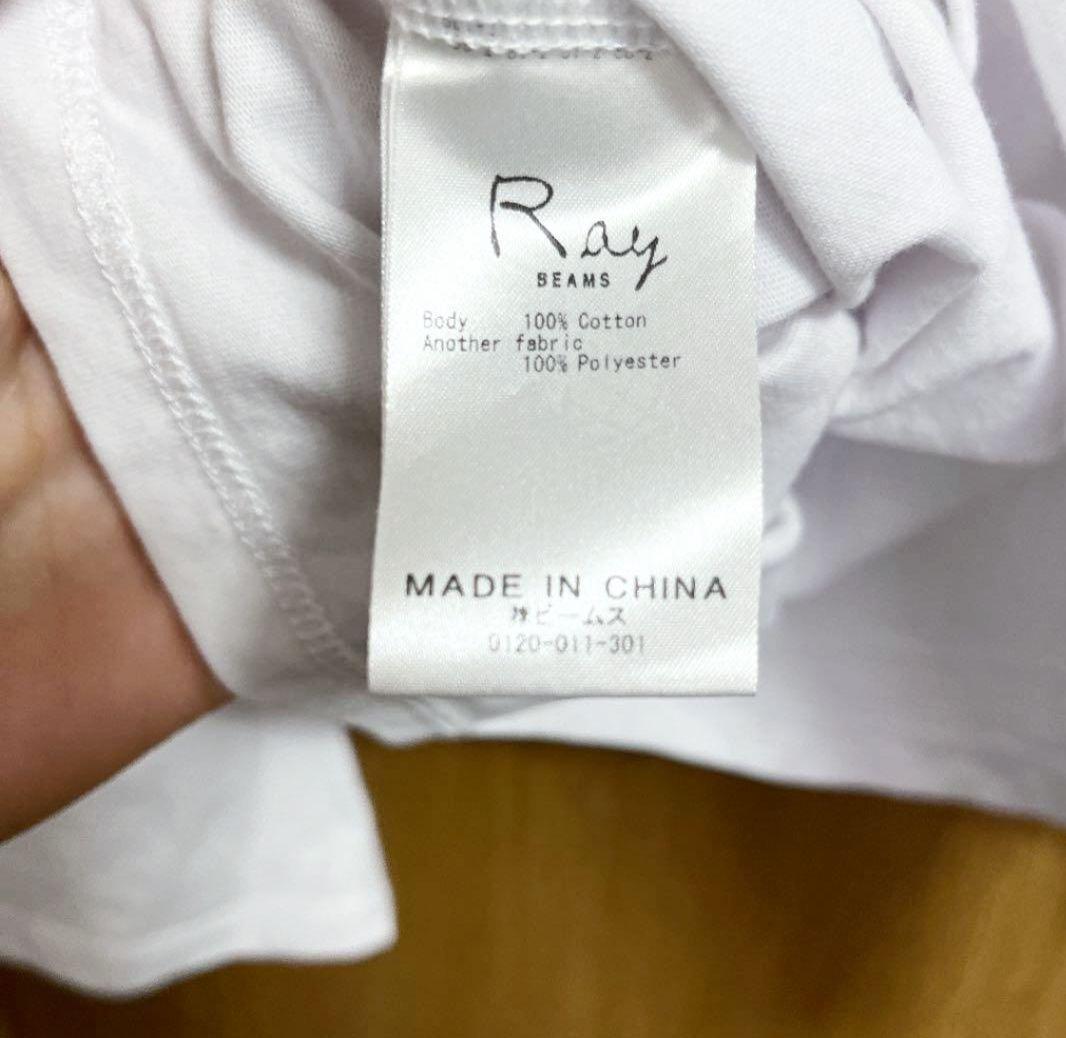 Ray
BEAMS
Body 100% Cotton
Another fabric
100% Polyester
MADE IN CHINA
㈱ビームス
0120-011-301